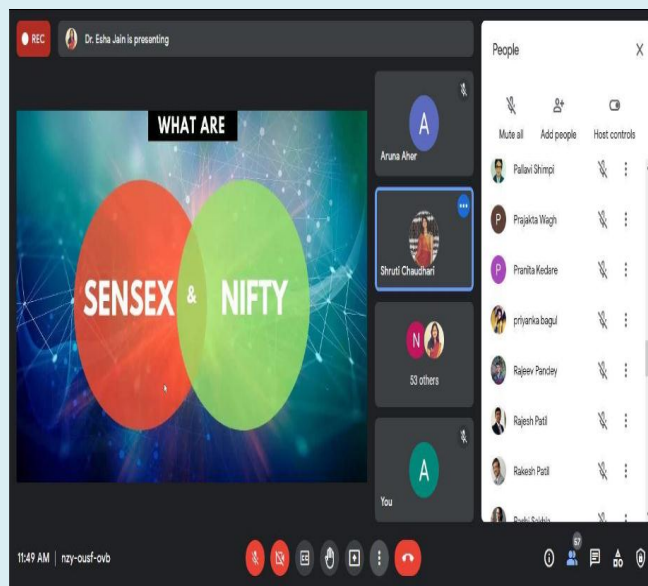 REC
Dr. Esha Jain is presenting
WHAT ARE
SENSEX & NIFTY
A
Aruna Aher
Shruti Chaudhari
N
53 others
A
You
People
Mute all
Add people
Host controls
Pallavi Shimpi
P
Prajakta Wagh
P
Pranita Kedare
priyanka bagul
Rajeev Pandey
Rajesh Patil
Rakesh Patil
11:49 AM | nzy-ousf-ovb
57